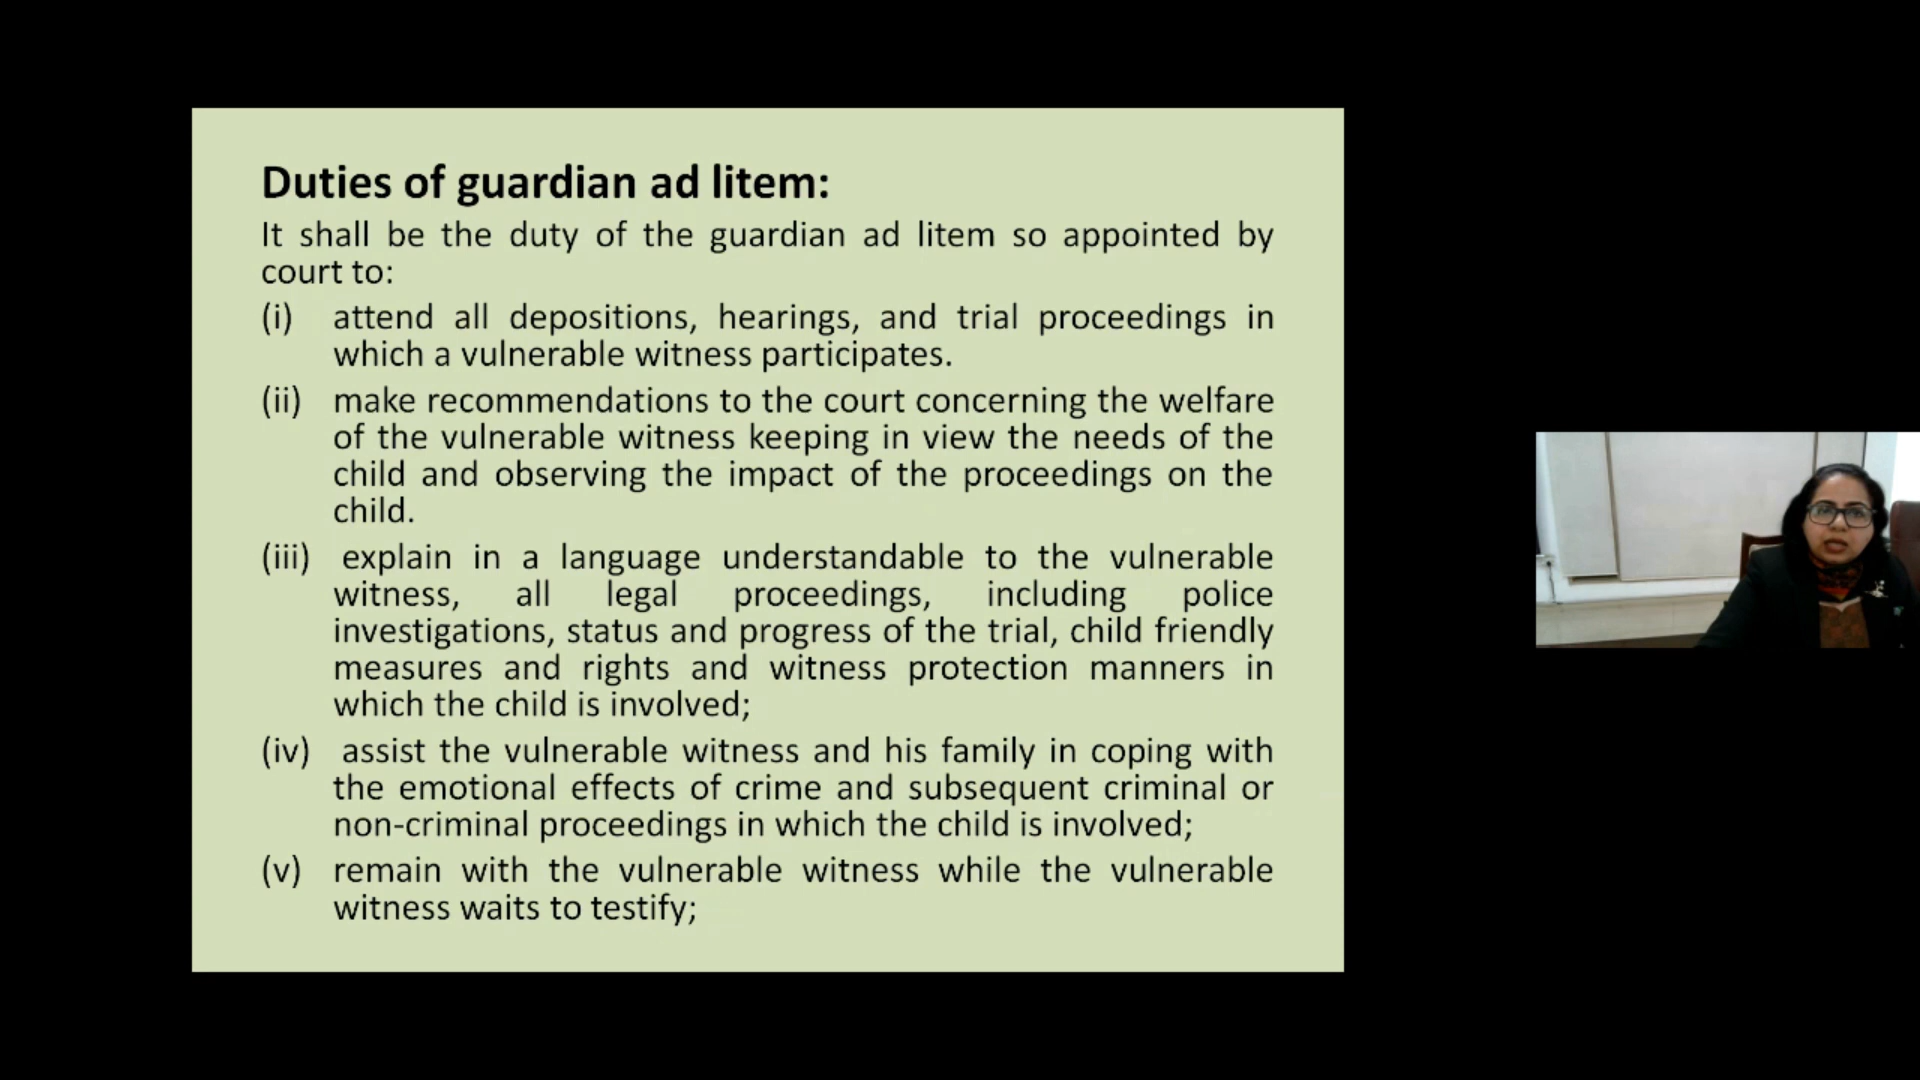 Duties of guardian ad litem:
It shall be the duty of the guardian ad litem so appointed by
court to:
(i) attend all depositions, hearings, and trial proceedings in
which a vulnerable witness participates.
(ii) make recommendations to the court concerning the welfare
of the vulnerable witness keeping in view the needs of the
child and observing the impact of the proceedings on the
child.
(iii) explain in a language understandable to the vulnerable
witness, all legal proceedings, including police
investigations, status and progress of the trial, child friendly
measures and rights and witness protection manners in
which the child is involved;
(iv) assist the vulnerable witness and his family in coping with
the emotional effects of crime and subsequent criminal or
non-criminal proceedings in which the child is involved;
(v) remain with the vulnerable witness while the vulnerable
witness waits to testify;